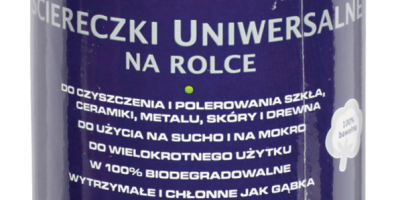 ŚCIERECZKI UNIWERSALNE
NA ROLCE
DO CZYSZCZENIA I POLEROWANIA SZKŁA,
CERAMIKI, METALU, SKÓRY I DREWNA
DO UŻYCIA NA SUCHO I NA MOKRO
DO WIELOKROTNEGO UŻYTKU
W 100% BIODEGRADOWALNE
WYTRZYMAŁE I CHŁONNE JAK GĄBKA
100%
bawełna